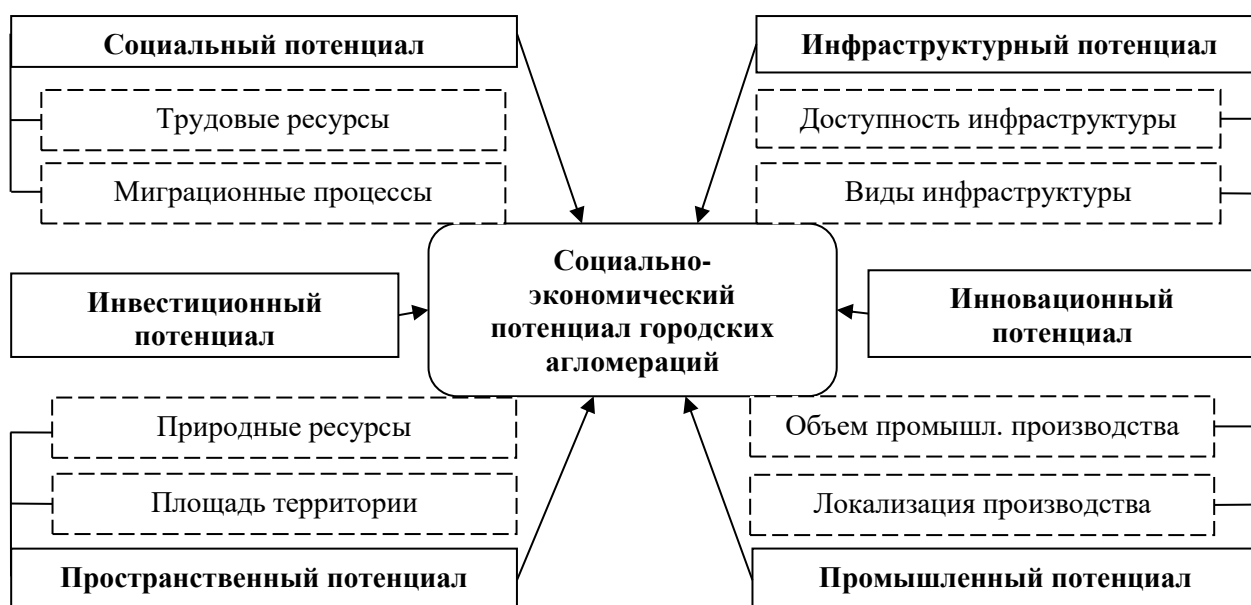 Социальный потенциал
Инфраструктурный потенциал
Трудовые ресурсы
Доступность инфраструктуры
Миграционные процессы
Виды инфраструктуры
Социально-
экономический
потенциал городских
агломераций
Инвестиционный
потенциал
Инновационный
потенциал
Природные ресурсы
Объем промышл. производства
Площадь территории
Локализация производства
Пространственный потенциал
Промышленный потенциал